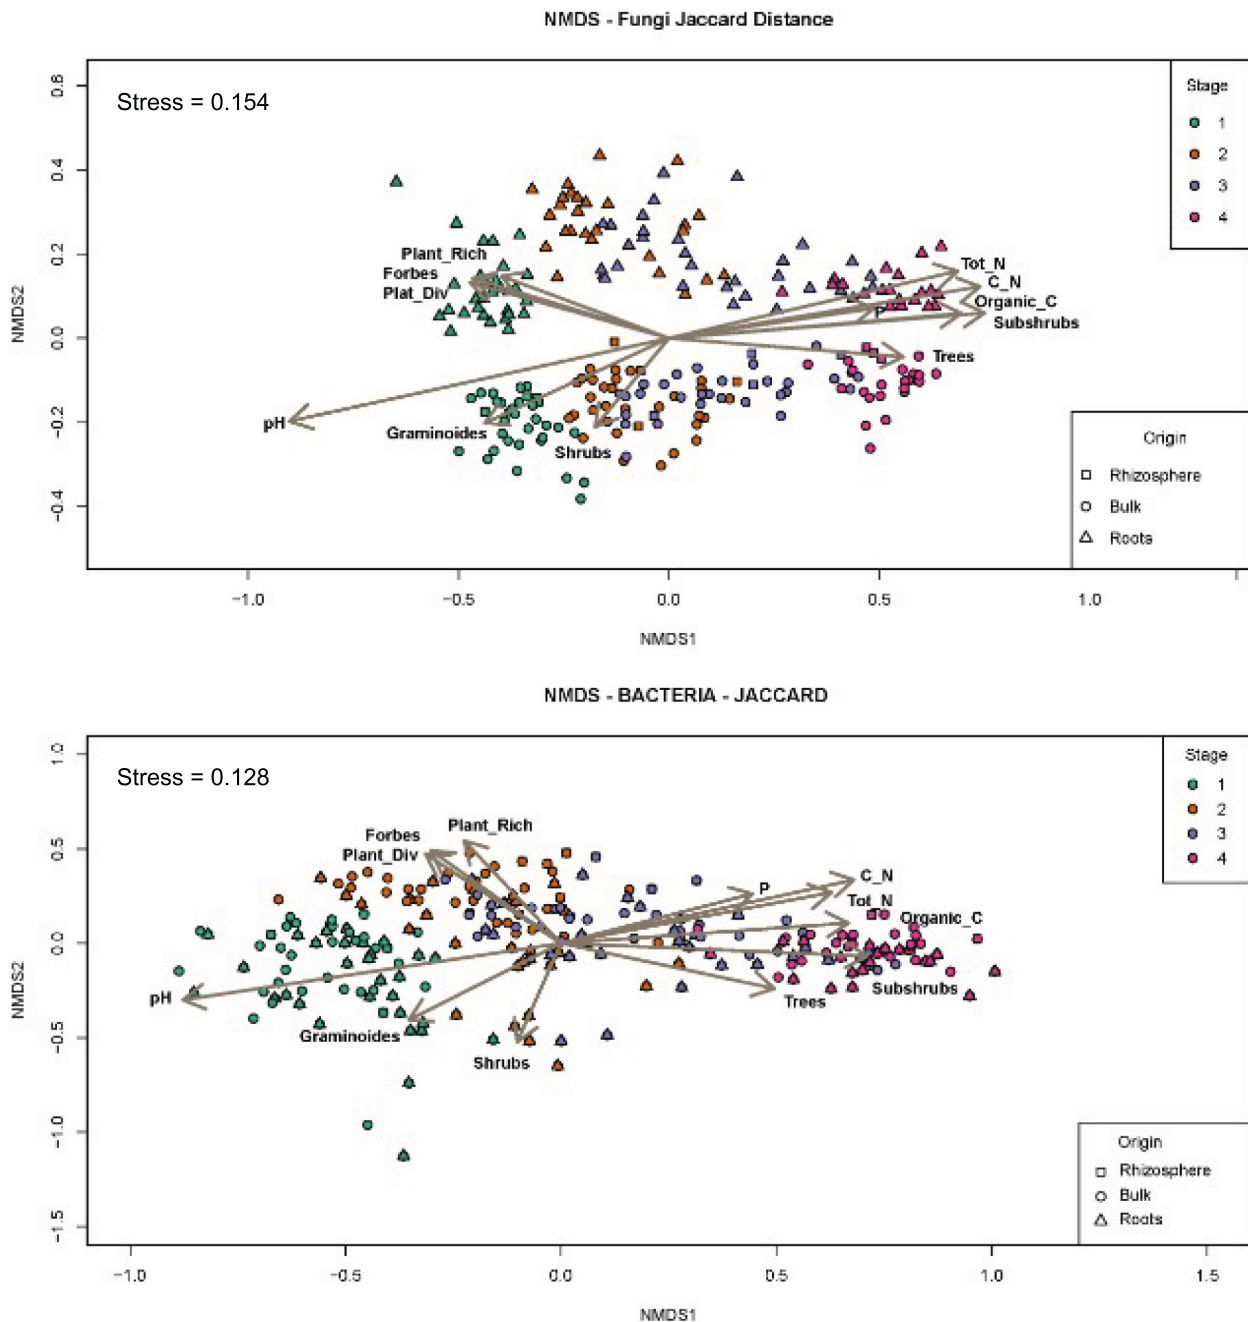 NMDS - Fungi Jaccard Distance
Stress = 0.154
Stage
1
2
3
4
0.6
0.4
0.2
0.0
−0.2
−0.4
NMDS2
Plant_Rich
Forbes
Plat_Div
Tot_N
C_N
Organic_C
P
Subshrubs
Trees
pH
Graminoides
Shrubs
Origin
Rhizosphere
Bulk
Roots
−1.0 −0.5 0.0 0.5 1.0
NMDS1
NMDS - BACTERIA - JACCARD
Stress = 0.128
Stage
1
2
3
4
1.0
0.5
0.0
−0.5
−1.0
−1.5
NMDS2
Plant_Rich
Forbes
Plant_Div
C_N
P
Tot_N
Organic_C
Subshrubs
Trees
pH
Graminoides
Shrubs
Origin
Rhizosphere
Bulk
Roots
−1.0 −0.5 0.0 0.5 1.0 1.5
NMDS1